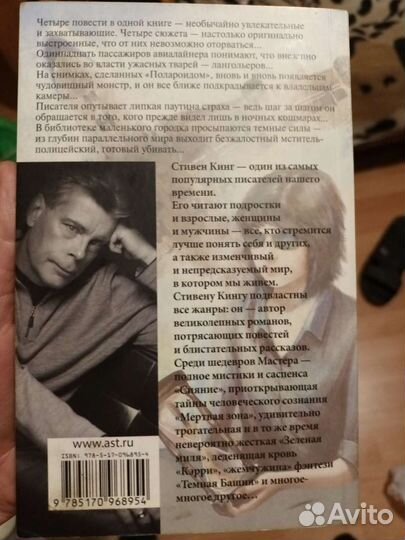 Четыре повести в одной книге — необычайно увлекательные
и захватывающие. Четыре сюжета — настолько оригинально
выстроенные, что от них невозможно оторваться...
Одиннадцать пассажиров авиалайнера понимают, что внезапно
оказались во власти ужасных тварей — лангольеров...
На снимках, сделанных «Полароидом», вновь и вновь появляется
чудовищный монстр, и он все ближе подкрадывается к владельцам
камеры...
Писателя опутывает липкая паутина страха — ведь шаг за шагом он
обращается в того, кого прежде видел лишь в ночных кошмарах...
В библиотеке маленького городка просыпаются темные силы —
из глубин параллельного мира выходит безжалостный мститель-
полицейский, готовый убивать...
Стивен Кинг — один из самых
популярных писателей нашего
времени.
Его читают подростки
и взрослые, женщины
и мужчины — все, кто стремится
лучше понять себя и других,
а также изменчивый
и непредсказуемый мир,
в котором мы живем.
Стивену Кингу подвластны
все жанры: он — автор
великолепных романов,
потрясающих повестей
и блистательных рассказов.
Среди шедевров Мастера —
полное мистики и саспенса
«Сияние», приоткрывающая
тайны человеческого сознания
«Мертвая зона», удивительно
трогательная и в то же время
невероятно жесткая «Зеленая
миля», леденящая кровь
«Кэрри», «жемчужина» фэнтези
«Темная Башня» и многое-
многое другое...
www.ast.ru
ISBN: 978-5-17-096895-4
9 785170 968954
Avito